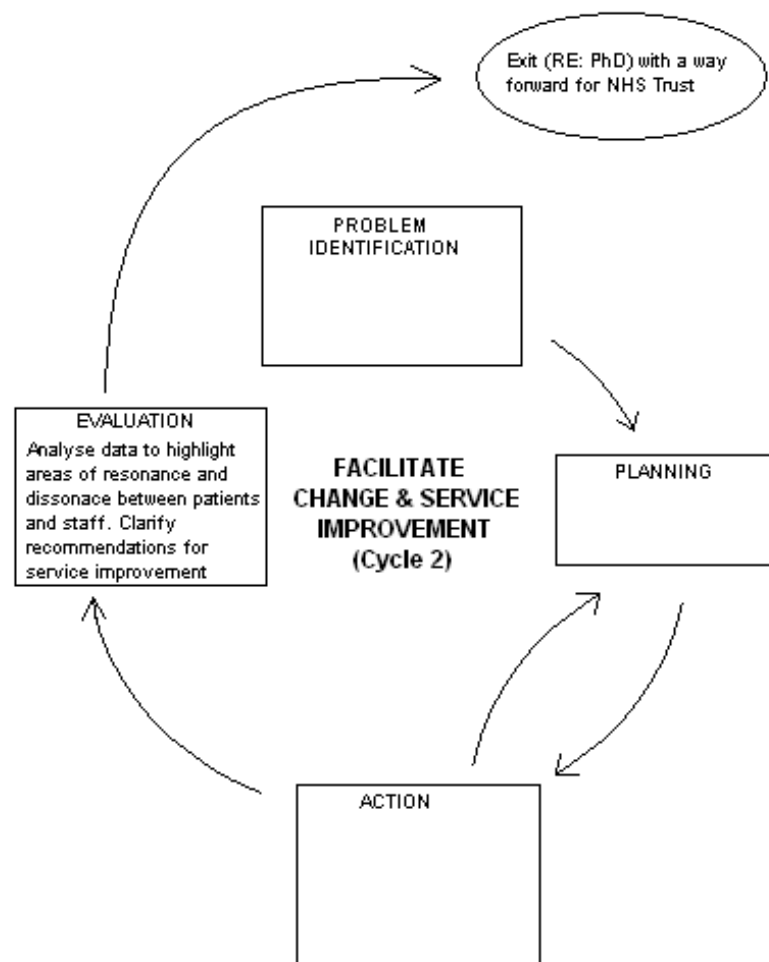 Exit (RE: PhD) with a way
forward for NHS Trust
PROBLEM
IDENTIFICATION
EVALUATION
Analyse data to highlight
areas of resonance and
dissonace between patients
and staff. Clarify
recommendations for
service improvement
FACILITATE
CHANGE & SERVICE
IMPROVEMENT
(Cycle 2)
PLANNING
ACTION